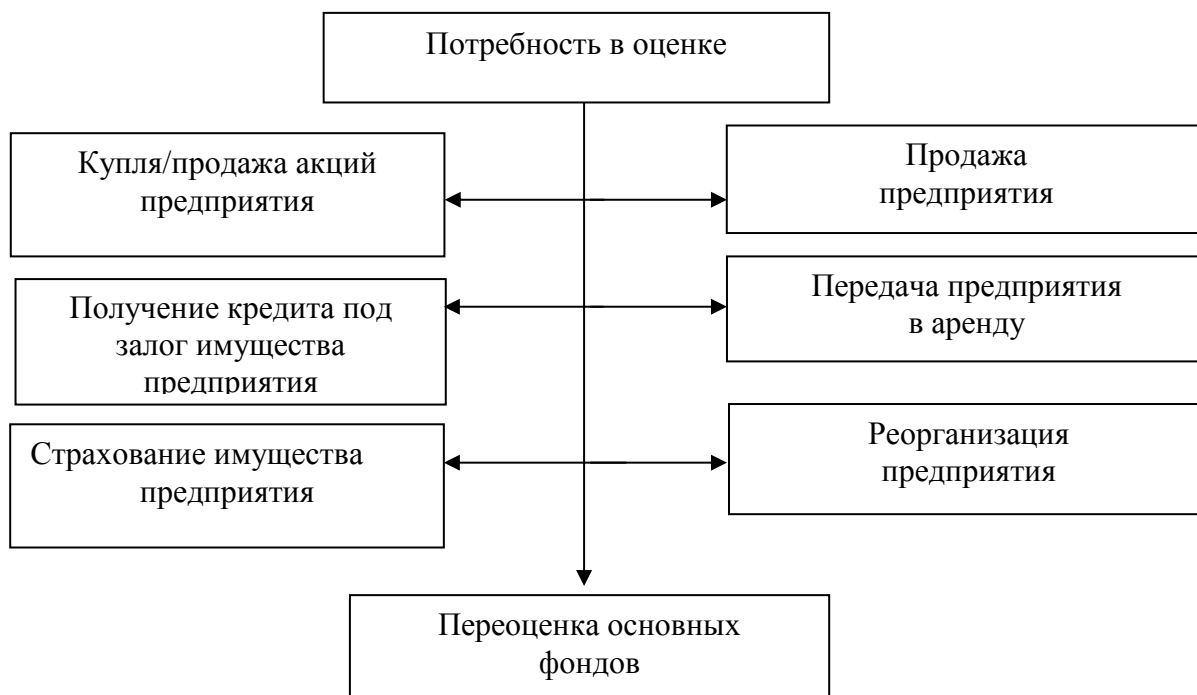 Потребность в оценке
Купля/продажа акций
предприятия
Продажа
предприятия
Получение кредита под
залог имущества
предприятия
Передача предприятия
в аренду
Страхование имущества
предприятия
Реорганизация
предприятия
Переоценка основных
фондов